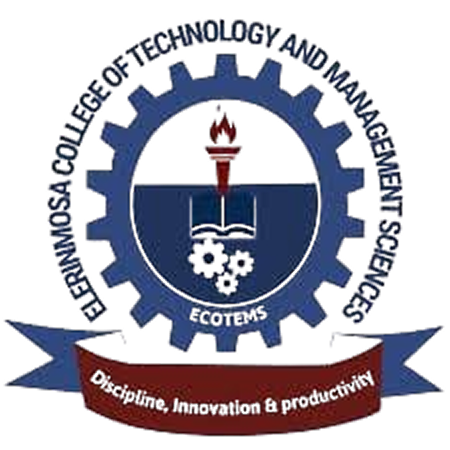 ELERINMOSA COLLEGE OF TECHNOLOGY AND MANAGEMENT SCIENCES
ECOTEMS
Discipline, Innovation & productivity